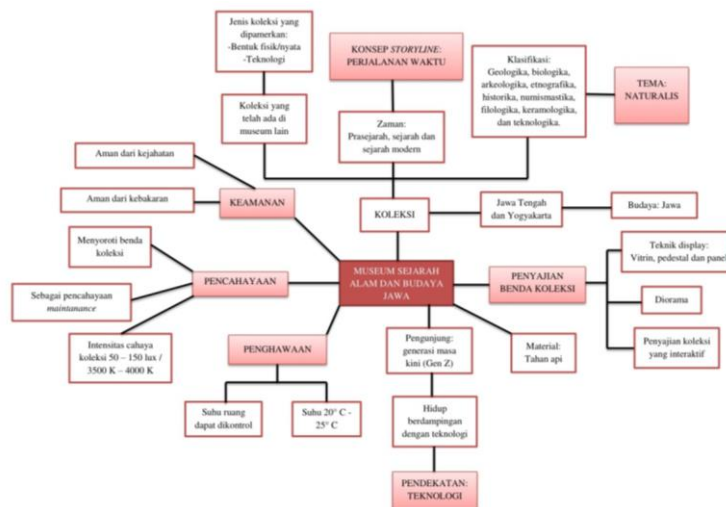 Jenis koleksi yang
dipamerkan:
-Bentuk fisik/nyata
-Teknologi
KONSEP STORYLINE:
PERJALANAN WAKTU
Klasifikasi:
Geologika, biologika,
arkeologika, etnografika,
historika, numismastika,
filologika, keramologika,
dan teknologika.
TEMA:
NATURALIS
Koleksi yang
telah ada di
museum lain
Zaman:
Prasejarah, sejarah dan
sejarah modern
Aman dari kejahatan
Aman dari kebakaran
KEAMANAN
KOLEKSI
Jawa Tengah
dan Yogyakarta
Budaya: Jawa
Menyoroti benda
koleksi
Sebagai pencahayaan
maintanance
Intensitas cahaya
koleksi 50 – 150 lux /
3500 K – 4000 K
PENCAHAYAAN
MUSEUM SEJARAH
ALAM DAN BUDAYA
JAWA
PENYAJIAN
BENDA KOLEKSI
Teknik display:
Vitrin, pedestal dan panel
Diorama
Penyajian koleksi
yang interaktif
PENGHAWAAN
Suhu ruang
dapat dikontrol
Suhu 20° C -
25° C
Pengunjung:
generasi masa
kini (Gen Z)
Material:
Tahan api
Hidup
berdampingan
dengan teknologi
PENDEKATAN:
TEKNOLOGI